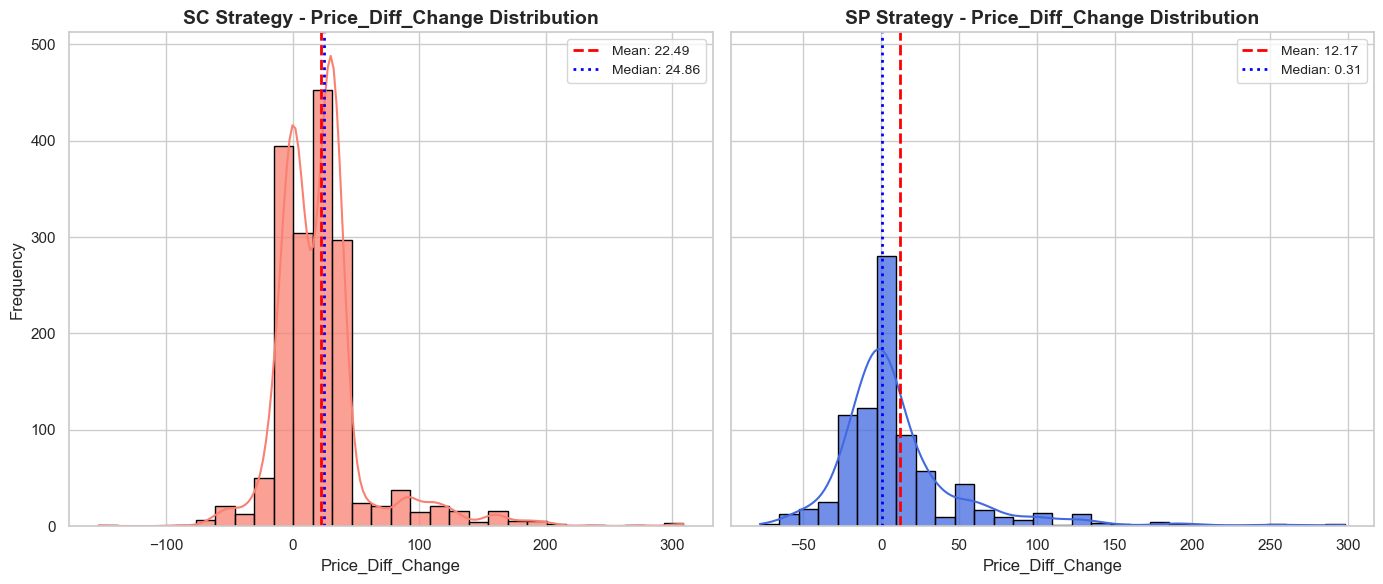 SC Strategy - Price_Diff_Change Distribution
Mean: 22.49
Median: 24.86
500
400
300
200
100
0
Frequency
−100
0
100
200
300
Price_Diff_Change
SP Strategy - Price_Diff_Change Distribution
Mean: 12.17
Median: 0.31
−50
0
50
100
150
200
250
300
Price_Diff_Change